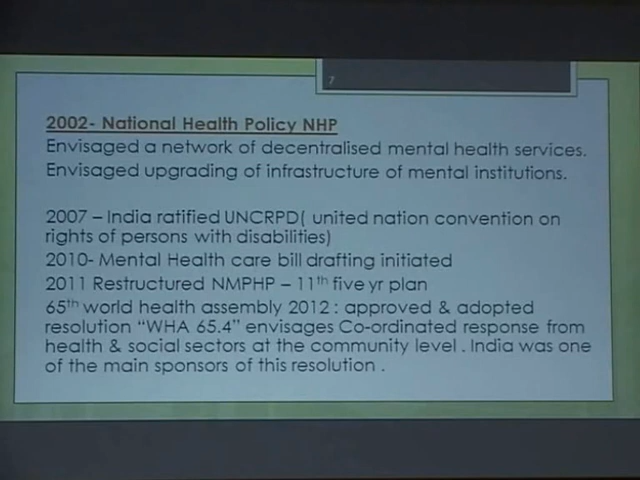 7
2002- National Health Policy NHP
Envisaged a network of decentralised mental health services.
Envisaged upgrading of infrastructure of mental institutions.
2007 – India ratified UNCRPD( united nation convention on
rights of persons with disabilities)
2010- Mental Health care bill drafting initiated
2011 Restructured NMPHP – 11th five yr plan
65th world health assembly 2012 : approved & adopted
resolution "WHA 65.4" envisages Co-ordinated response from
health & social sectors at the community level . India was one
of the main sponsors of this resolution .